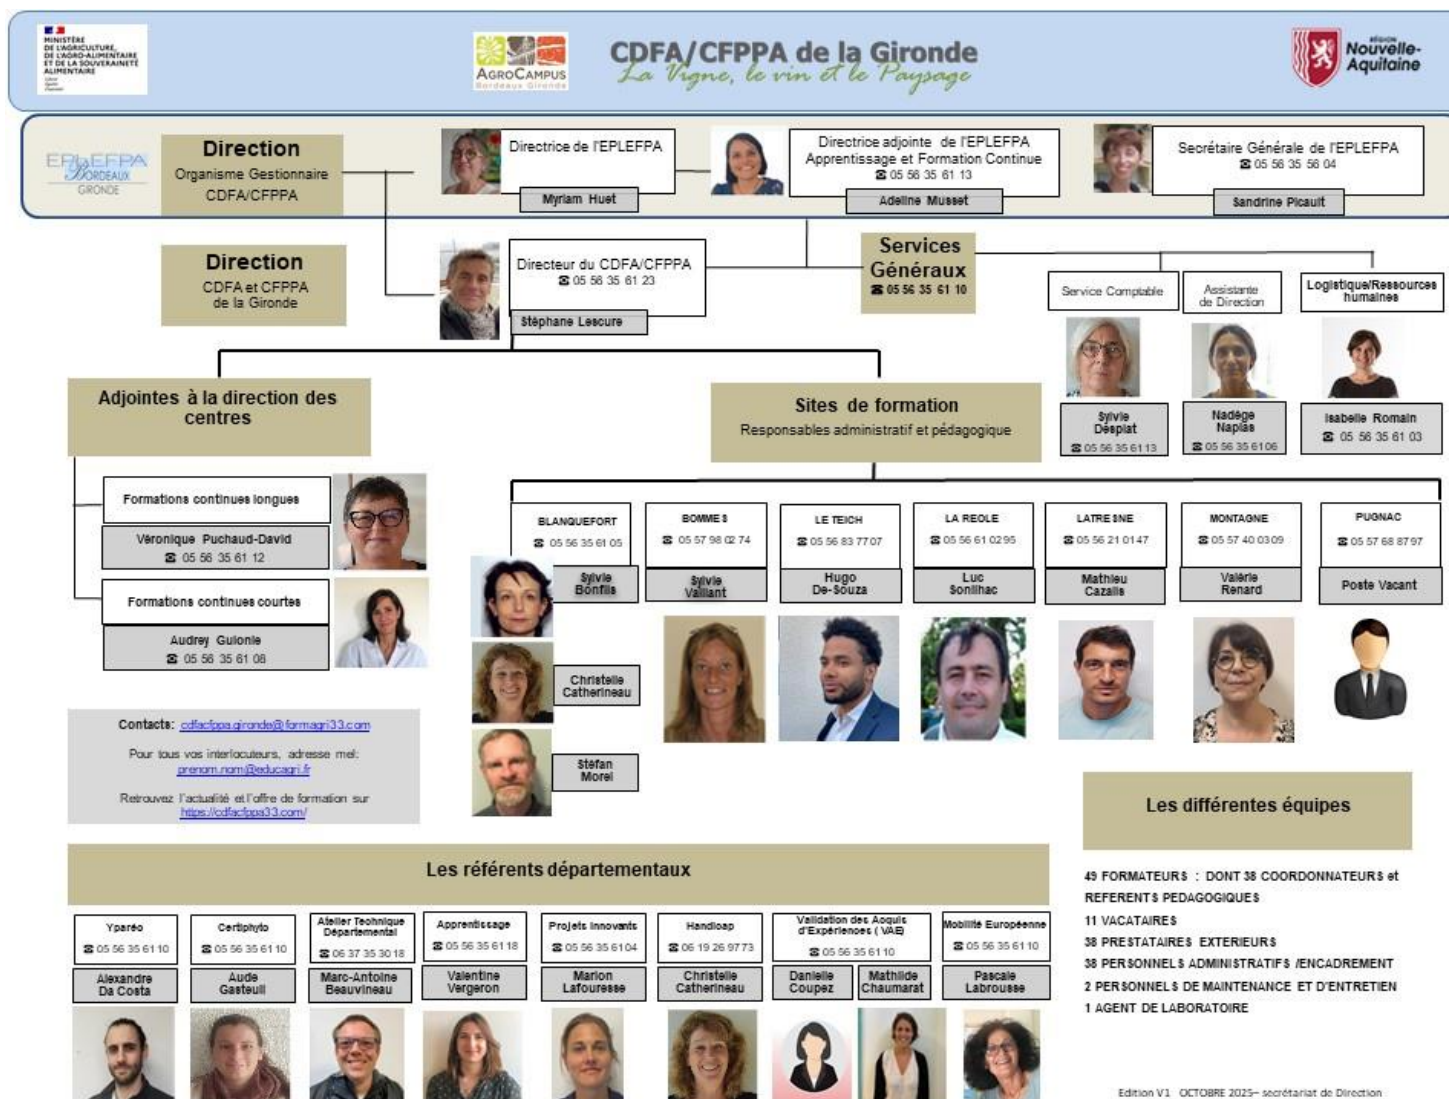 MINISTÈRE
DE L'AGRICULTURE,
DE L'AGRO-ALIMENTAIRE
ET DE LA SOUVERAINETÉ
ALIMENTAIRE
AGROCAMPUS
Bordeaux Gironde
CDFA/CFPPA de la Gironde
La Vigne, le vin et le Paysage
RÉGION
Nouvelle-
Aquitaine
EPLEFPA
BORDEAUX
GIRONDE
Direction
Organisme Gestionnaire
CDFA/CFPPA
Directrice de l'EPLEFPA
Myriam Huet
Directrice adjointe de l'EPLEFPA
Apprentissage et Formation Continue
☎ 05 56 35 61 13
Adeline Musset
Secrétaire Générale de l'EPLEFPA
☎ 05 56 35 56 04
Sandrine Picault
Direction
CDFA et CFPPA
de la Gironde
Directeur du CDFA/CFPPA
☎ 05 56 35 61 23
Stéphane Lescure
Services
Généraux
☎ 05 56 35 61 10
Service Comptable
Sylvie
Desplat
☎ 05 56 35 61 13
Assistante
de Direction
Nadège
Naplas
☎ 05 56 35 61 06
Logistique/Ressources
humaines
Isabelle Romain
☎ 05 56 35 61 03
Adjointes à la direction des
centres
Formations continues longues
Véronique Puchaud-David
☎ 05 56 35 61 12
Formations continues courtes
Audrey Guionie
☎ 05 56 35 61 08
Sites de formation
Responsables administratif et pédagogique
BLANQUEFORT
☎ 05 56 35 61 05
Sylvie
Bonfils
Christelle
Catherineau
Stéfan
Morel
BOMMES
☎ 05 57 98 02 74
Sylvie
Vaillant
LE TEICH
☎ 05 56 83 77 07
Hugo
De-Souza
LA REOLE
☎ 05 56 61 02 95
Luc
Sonilhac
LATRESNE
☎ 05 56 21 01 47
Mathieu
Cazalis
MONTAGNE
☎ 05 57 40 03 09
Valérie
Renard
PUGNAC
☎ 05 57 68 87 97
Poste Vacant
Contacts: cdfacfppa.gironde@formagri33.com
Pour tous vos interlocuteurs, adresse mel:
prenom.nom@educagri.fr
Retrouvez l'actualité et l'offre de formation sur
https://cdfacfppa33.com/
Les différentes équipes
49 FORMATEURS : DONT 38 COORDONNATEURS et
REFERENTS PEDAGOGIQUES
11 VACATAIRES
38 PRESTATAIRES EXTERIEURS
38 PERSONNELS ADMINISTRATIFS /ENCADREMENT
2 PERSONNELS DE MAINTENANCE ET D'ENTRETIEN
1 AGENT DE LABORATOIRE
Les référents départementaux
Yparéo
☎ 05 56 35 61 10
Alexandre
Da Costa
Certiphyto
☎ 05 56 35 61 10
Aude
Gasteuil
Atelier Technique
Départemental
☎ 06 37 35 30 18
Marc-Antoine
Beauvineau
Apprentissage
☎ 05 56 35 61 18
Valentine
Vergeron
Projets Innovants
☎ 05 56 35 61 04
Marion
Lafouresse
Handicap
☎ 06 19 26 97 73
Christelle
Catherineau
Validation des Acquis
d'Expériences ( VAE)
☎ 05 56 35 61 10
Danielle
Coupez
Mathilde
Chaumarat
Mobilité Européenne
☎ 05 56 35 61 10
Pascale
Labrousse
Edition V1 OCTOBRE 2025– secrétariat de Direction